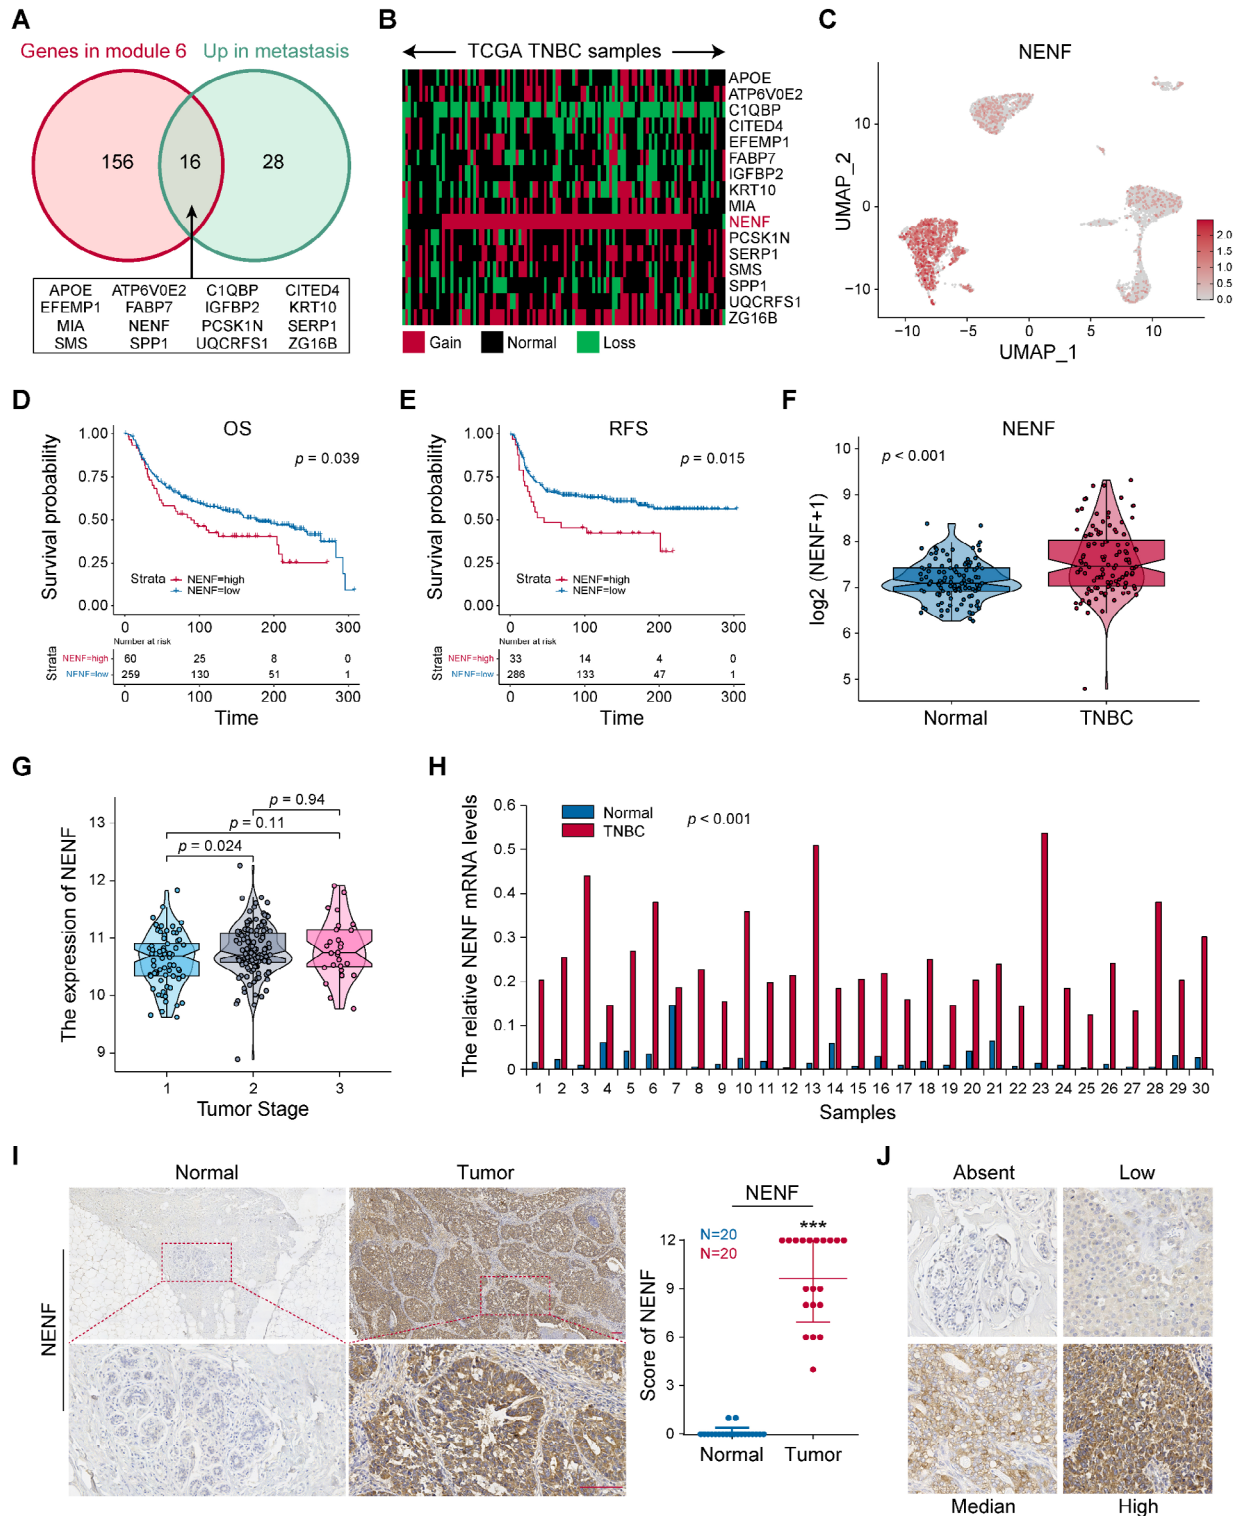 A
Genes in module 6 Up in metastasis
156 16 28
APOE ATP6V0E2 C1QBP CITED4
EFEMP1 FABP7 IGFBP2 KRT10
MIA NENF PCSK1N SERP1
SMS SPP1 UQCRFS1 ZG16B
B
TCGA TNBC samples
APOE
ATP6V0E2
C1QBP
CITED4
EFEMP1
FABP7
IGFBP2
KRT10
MIA
NENF
PCSK1N
SERP1
SMS
SPP1
UQCRFS1
ZG16B
Gain Normal Loss
C
NENF
UMAP_2
10
0
−10
2.0
1.5
1.0
0.5
0.0
−10 −5 0 5 10
UMAP_1
D
OS
Survival probability
1.00
0.75
0.50
0.25
0.00
p = 0.039
Strata NENF=high
NENF=low
0 100 200 300
Number at risk
Strata
NENF=high 60 25 8 0
NENF=low 259 130 51 1
0 100 200 300
Time
E
RFS
Survival probability
1.00
0.75
0.50
0.25
0.00
p = 0.015
Strata NENF=high
NENF=low
0 100 200 300
Number at risk
Strata
NENF=high 33 14 4 0
NENF=low 286 133 47 1
0 100 200 300
Time
F
NENF
p < 0.001
log2 (NENF+1)
10
9
8
7
6
5
Normal TNBC
G
The expression of NENF
13
12
11
10
9
p = 0.94
p = 0.11
p = 0.024
1 2 3
Tumor Stage
H
The relative NENF mRNA levels
0.6
0.5
0.4
0.3
0.2
0.1
0
Normal
TNBC
p < 0.001
1 2 3 4 5 6 7 8 9 10 11 12 13 14 15 16 17 18 19 20 21 22 23 24 25 26 27 28 29 30
Samples
I
Normal Tumor
NENF
NENF
N=20
N=20
***
Score of NENF
12
9
6
3
0
Normal Tumor
J
Absent Low
Median High